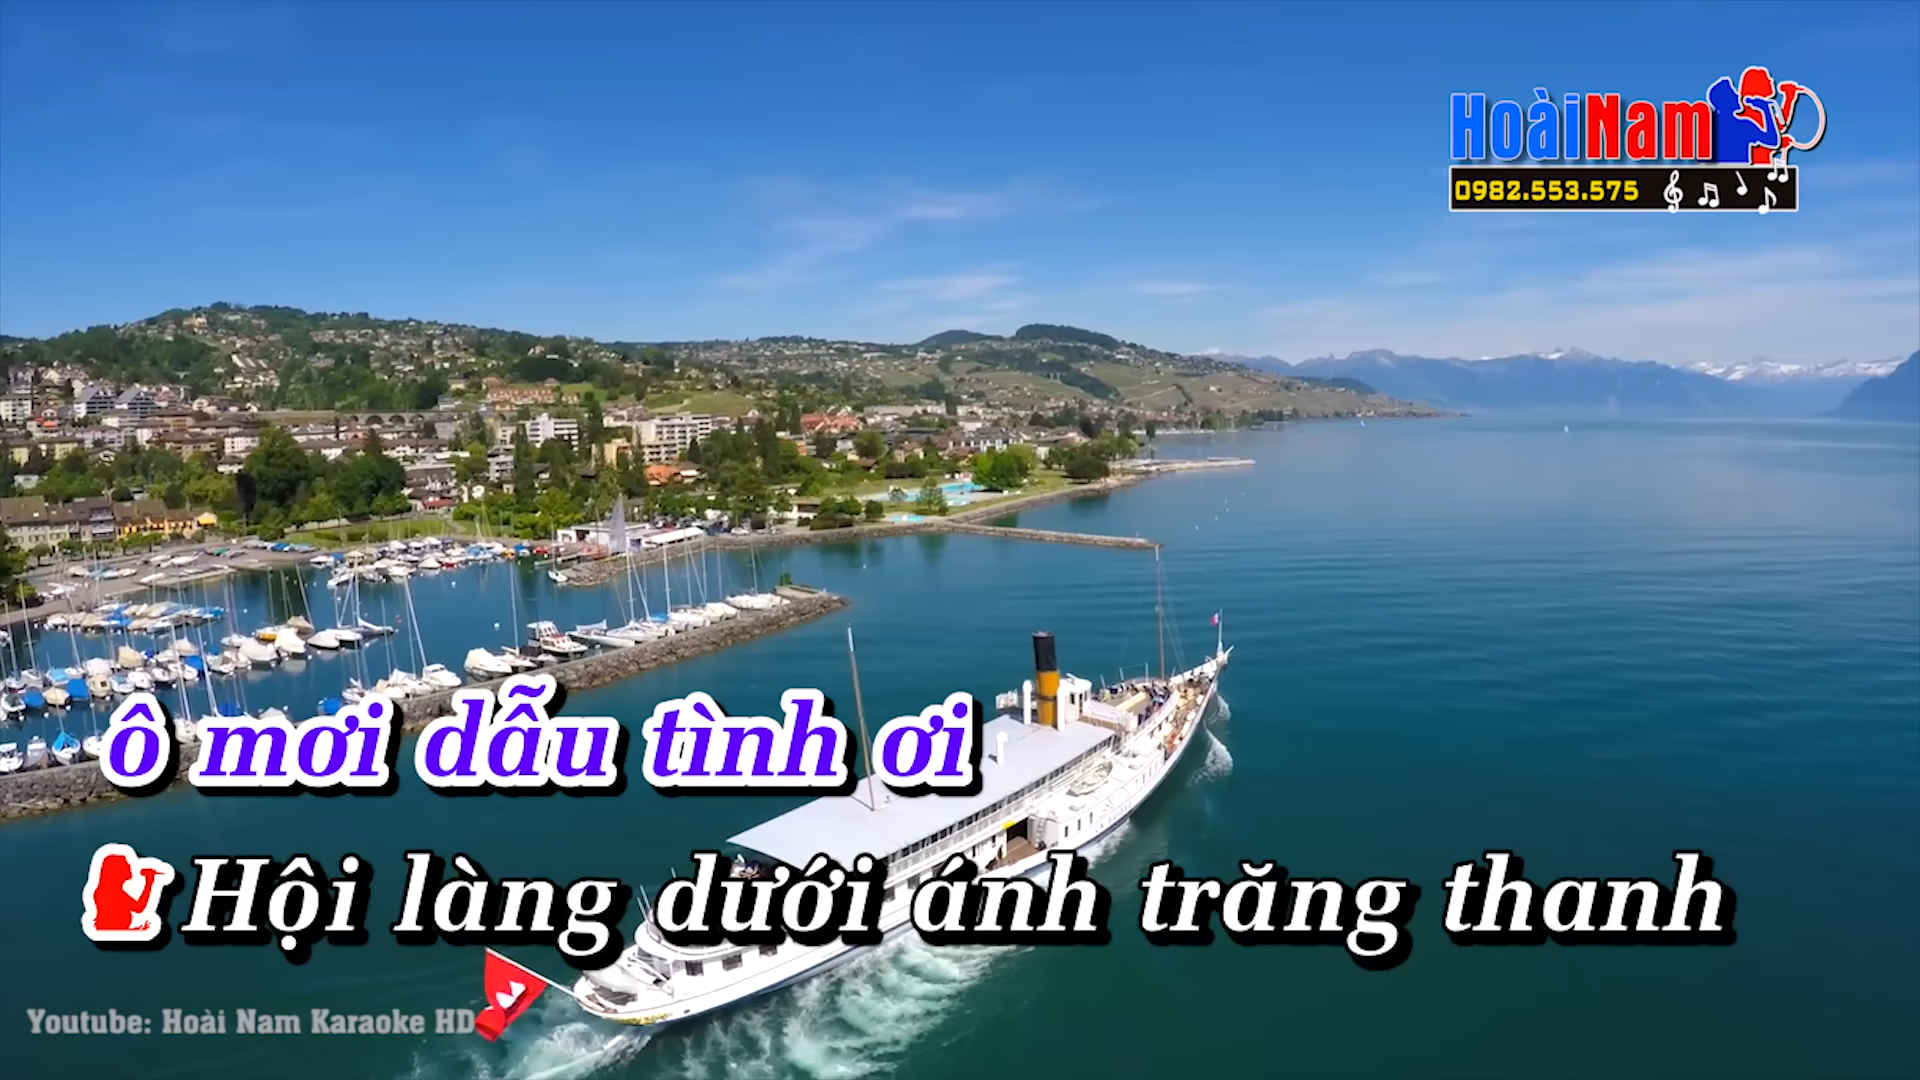 HoàiNam
0982.553.575
ô mơi dẫu tình ơi
Hội làng dưới ánh trăng thanh
Youtube: Hoài Nam Karaoke HD